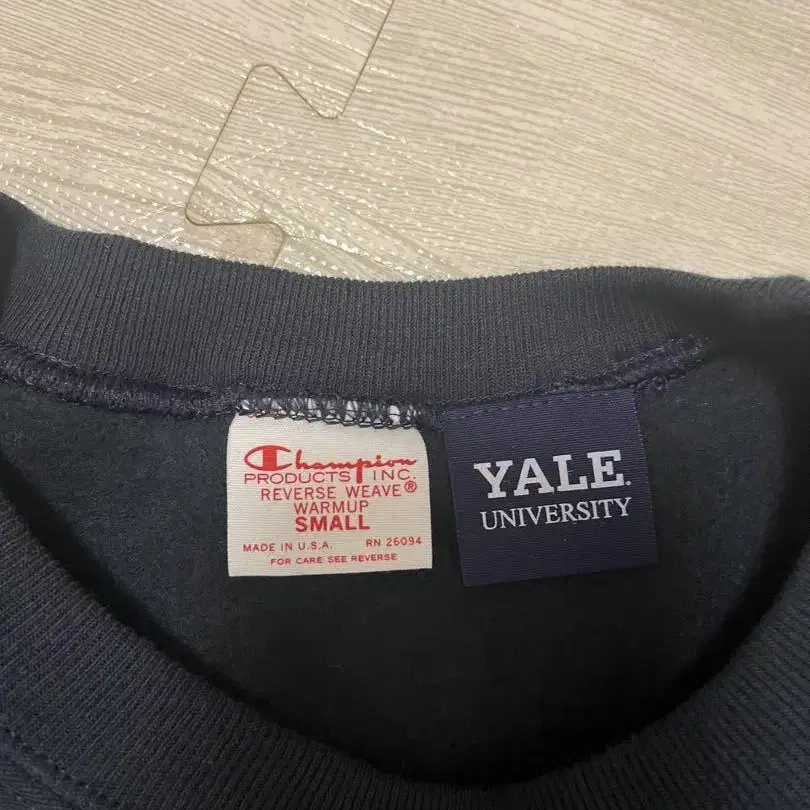 Champion
PRODUCTS INC.
REVERSE WEAVE®
WARMUP
SMALL
MADE IN U.S.A. RN 26094
FOR CARE SEE REVERSE
YALE.
UNIVERSITY